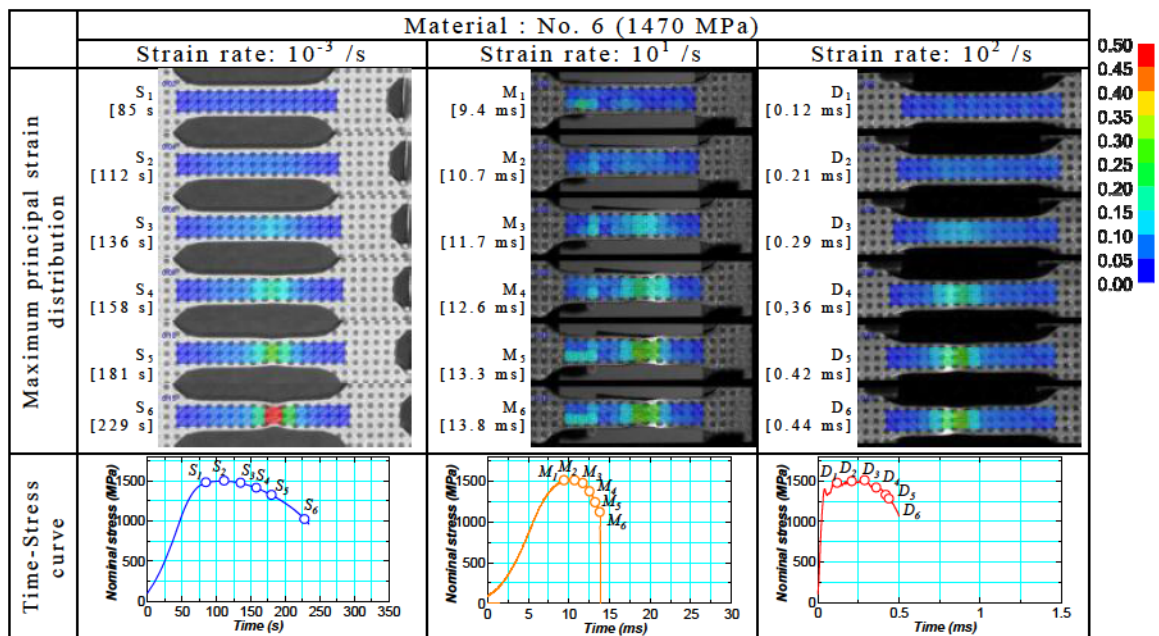 Material : No. 6 (1470 MPa)
Strain rate: 10⁻³ /s
Strain rate: 10¹ /s
Strain rate: 10² /s
Maximum principal strain
distribution
S₁
[85 s
S₂
[112 s]
S₃
[136 s]
S₄
[158 s]
S₅
[181 s]
S₆
[229 s]
M₁
[9.4 ms]
M₂
[10.7 ms]
M₃
[11.7 ms]
M₄
[12.6 ms]
M₅
[13.3 ms]
M₆
[13.8 ms]
D₁
[0.12 ms]
D₂
[0.21 ms]
D₃
[0.29 ms]
D₄
[0,36 ms]
D₅
[0.42 ms]
D₆
[0.44 ms]
0.50
0.45
0.40
0.35
0.30
0.25
0.20
0.15
0.10
0.05
0.00
Time-Stress
curve
Nominal stress (MPa)
1500
1000
500
0
S₁ S₂ S₃ S₄ S₅ S₆
0 50 100 150 200 250 300 350
Time (s)
Nominal stress (MPa)
1500
1000
500
0
M₁ M₂ M₃ M₄ M₅ M₆
0 5 10 15 20 25 30
Time (ms)
Nominal stress (MPa)
1500
1000
500
0
D₁ D₂ D₃ D₄ D₅ D₆
0 0.5 1 1.5
Time (ms)